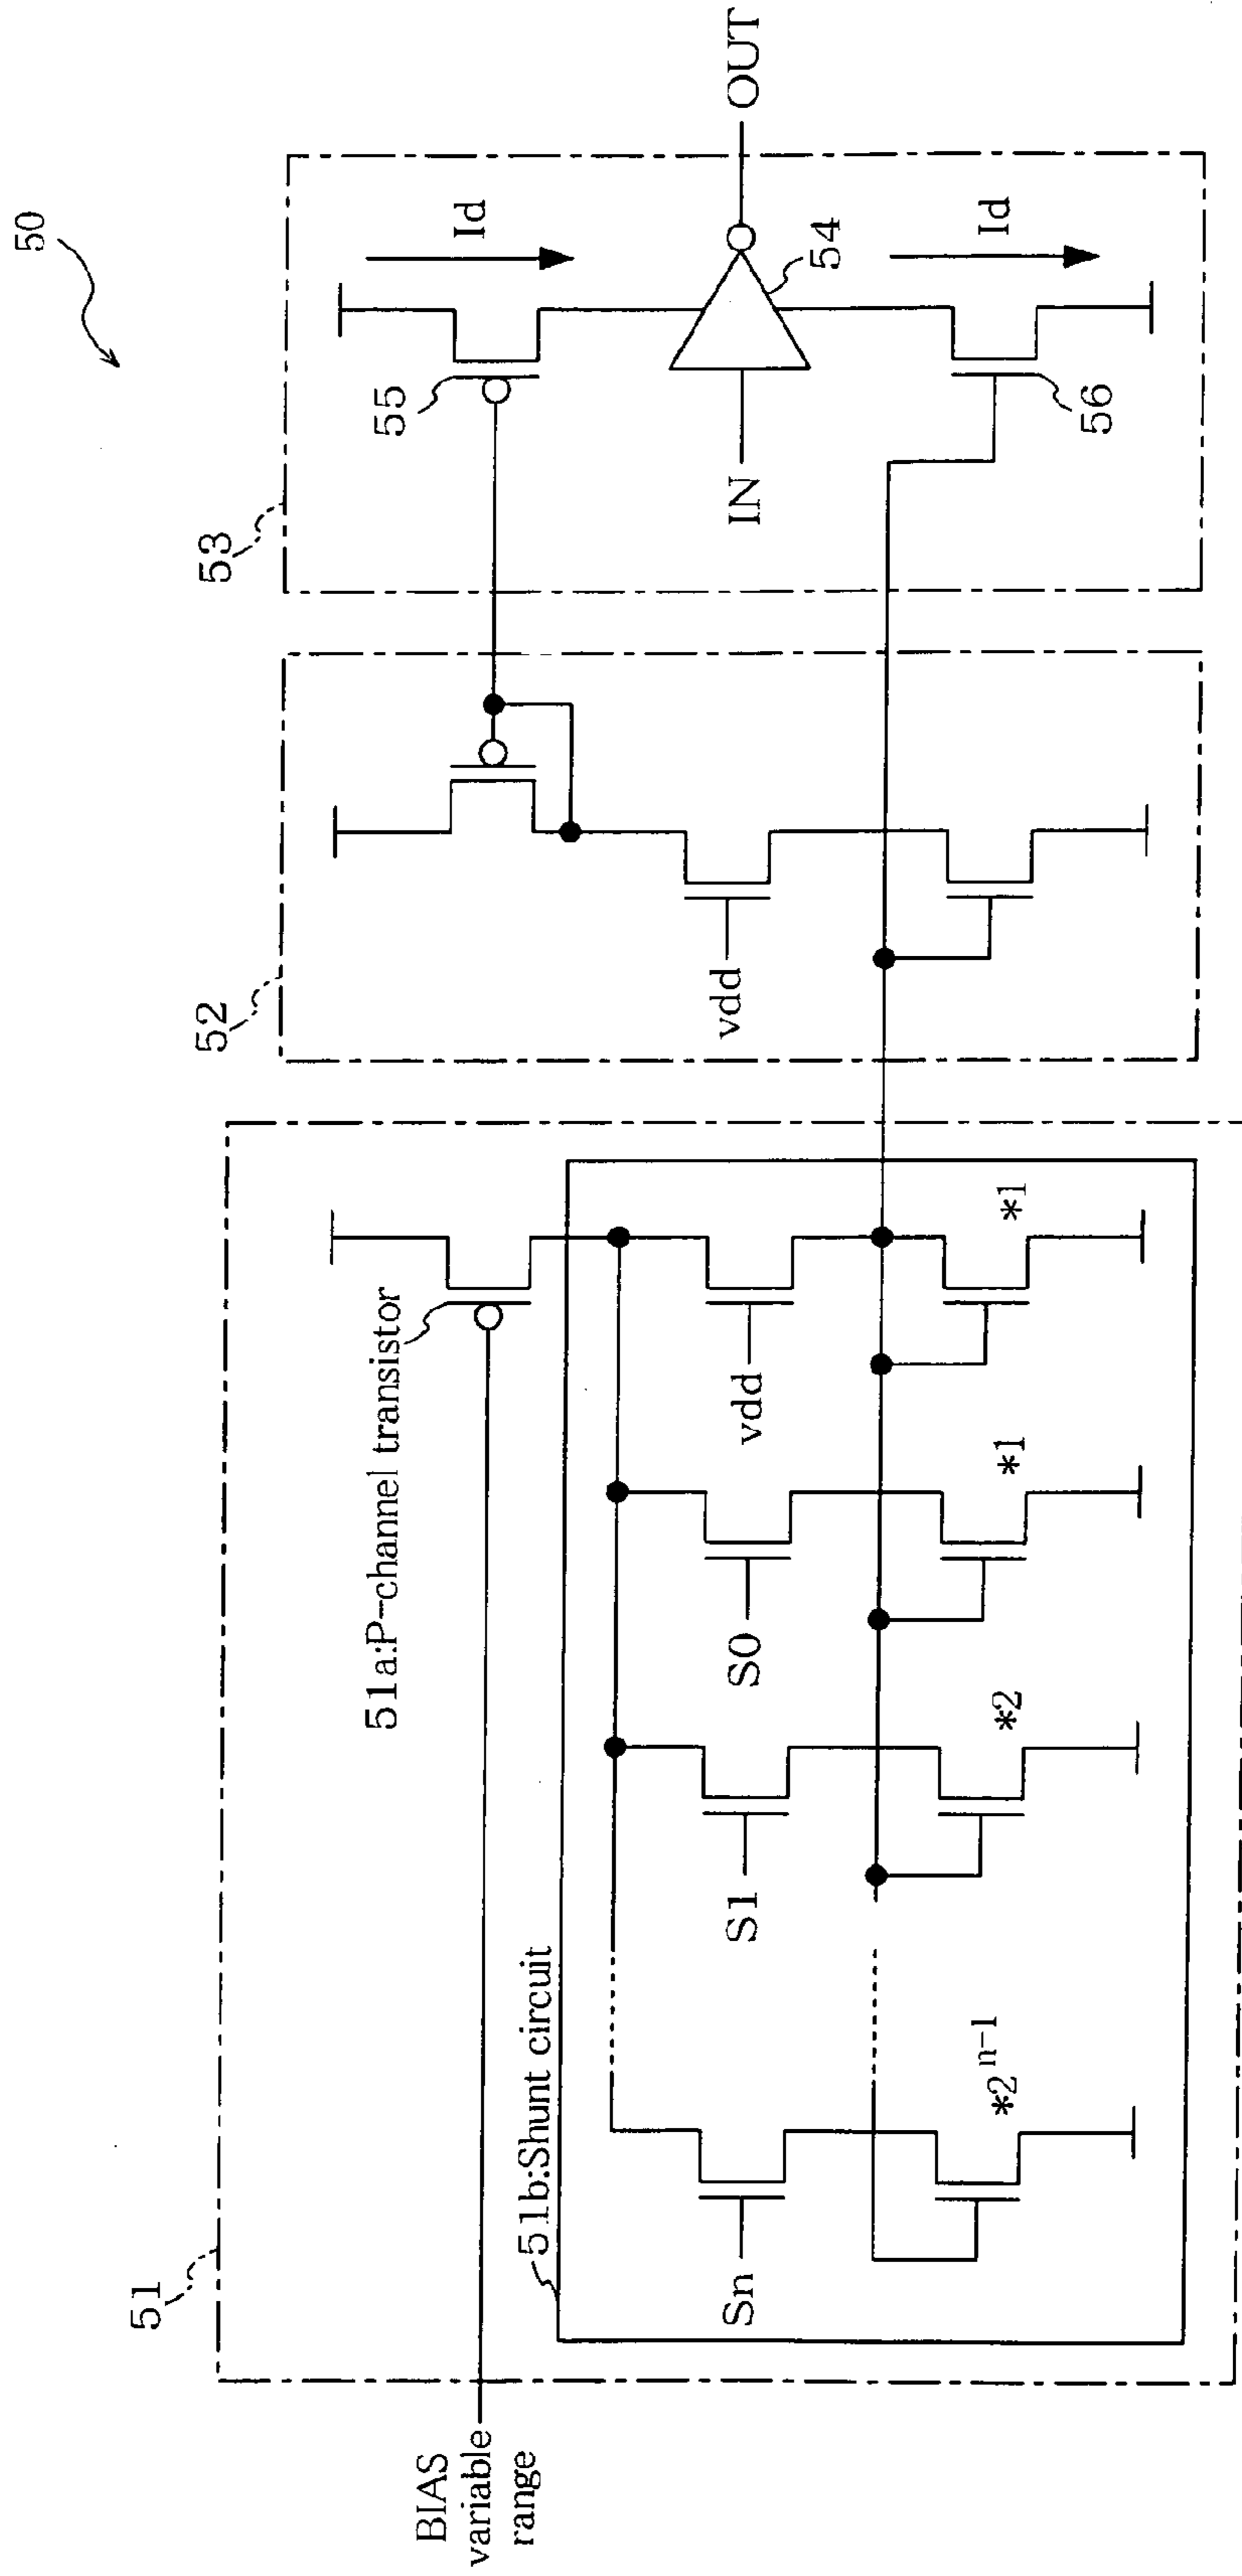 50
51
52
53
51a:P-channel transistor
51b:Shunt circuit
BIAS
variable
range
Sn
S1
S0
vdd
vdd
*2ⁿ⁻¹
*2
*1
*1
55
Id
IN
54
OUT
56
Id